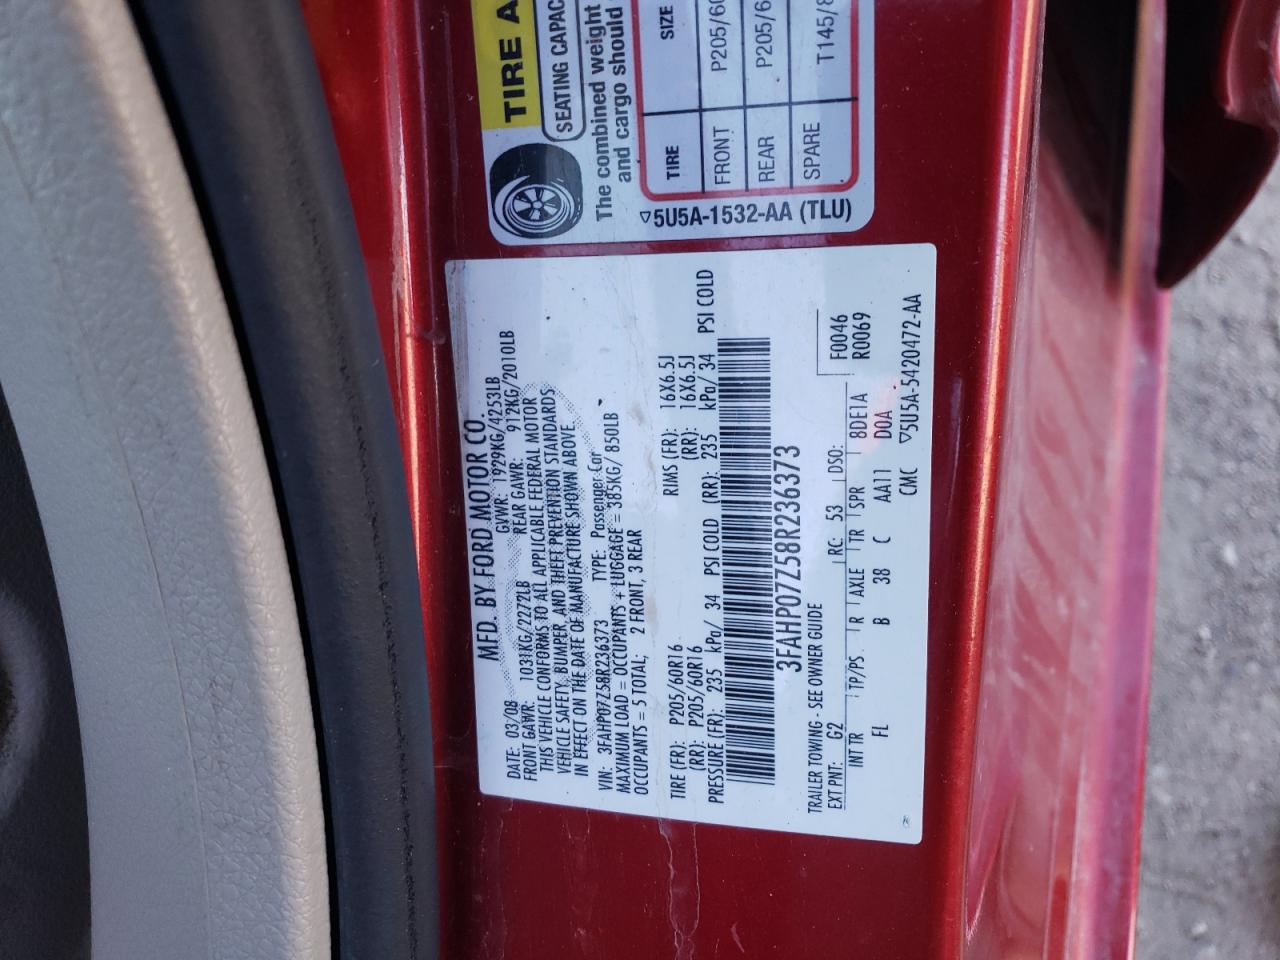 MFD. BY FORD MOTOR CO.
DATE: 03/08 GVWR: 1929KG/4253LB
FRONT GAWR: 1031KG/2272LB REAR GAWR: 912KG/2010LB
THIS VEHICLE CONFORMS TO ALL APPLICABLE FEDERAL MOTOR
VEHICLE SAFETY, BUMPER, AND THEFT PREVENTION STANDARDS
IN EFFECT ON THE DATE OF MANUFACTURE SHOWN ABOVE.
VIN: 3FAHP07Z58R236373 TYPE: Passenger Car
MAXIMUM LOAD = OCCUPANTS + LUGGAGE = 385KG/ 850LB
OCCUPANTS = 5 TOTAL; 2 FRONT, 3 REAR
TIRE (FR): P205/60R16 RIMS (FR): 16X6.5J
(RR): P205/60R16 (RR): 16X6.5J
PRESSURE (FR): 235 kPa/ 34 PSI COLD (RR): 235 kPa/ 34 PSI COLD
3FAHP07Z58R236373
TRAILER TOWING - SEE OWNER GUIDE
F0046
R0069
EXT PNT: G2 RC: 53 DSO:
INT TR TP/PS R AXLE TR SPR 8DE1A
FL B 38 C AA11 D0A
CMC ▽5U5A-5420472-AA
TIRE A
SEATING CAPAC
The combined weight
and cargo should
TIRE SIZE
FRONT P205/60
REAR P205/6
SPARE T145/8
▽5U5A-1532-AA (TLU)